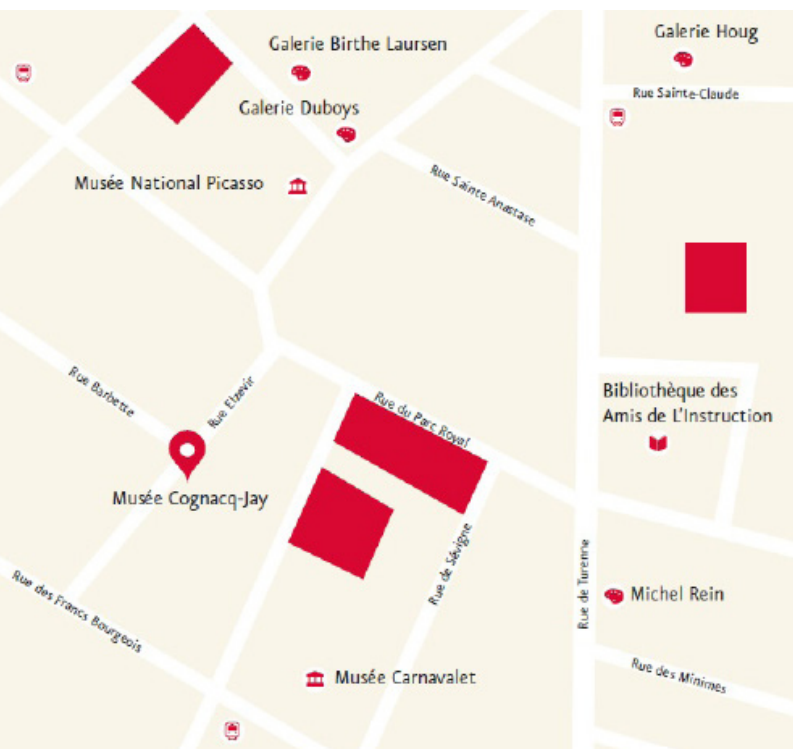 Galerie Houg
Galerie Birthe Laursen
Rue Sainte-Claude
Galerie Duboys
Musée National Picasso
Rue Sainte Anastase
Rue Barbette
Rue Elzevir
Rue du Parc Royal
Bibliothèque des
Amis de L'Instruction
Musée Cognacq-Jay
Rue des Francs Bourgeois
Rue de Sévigne
Rue de Turenne
Michel Rein
Musée Carnavalet
Rue des Minimes